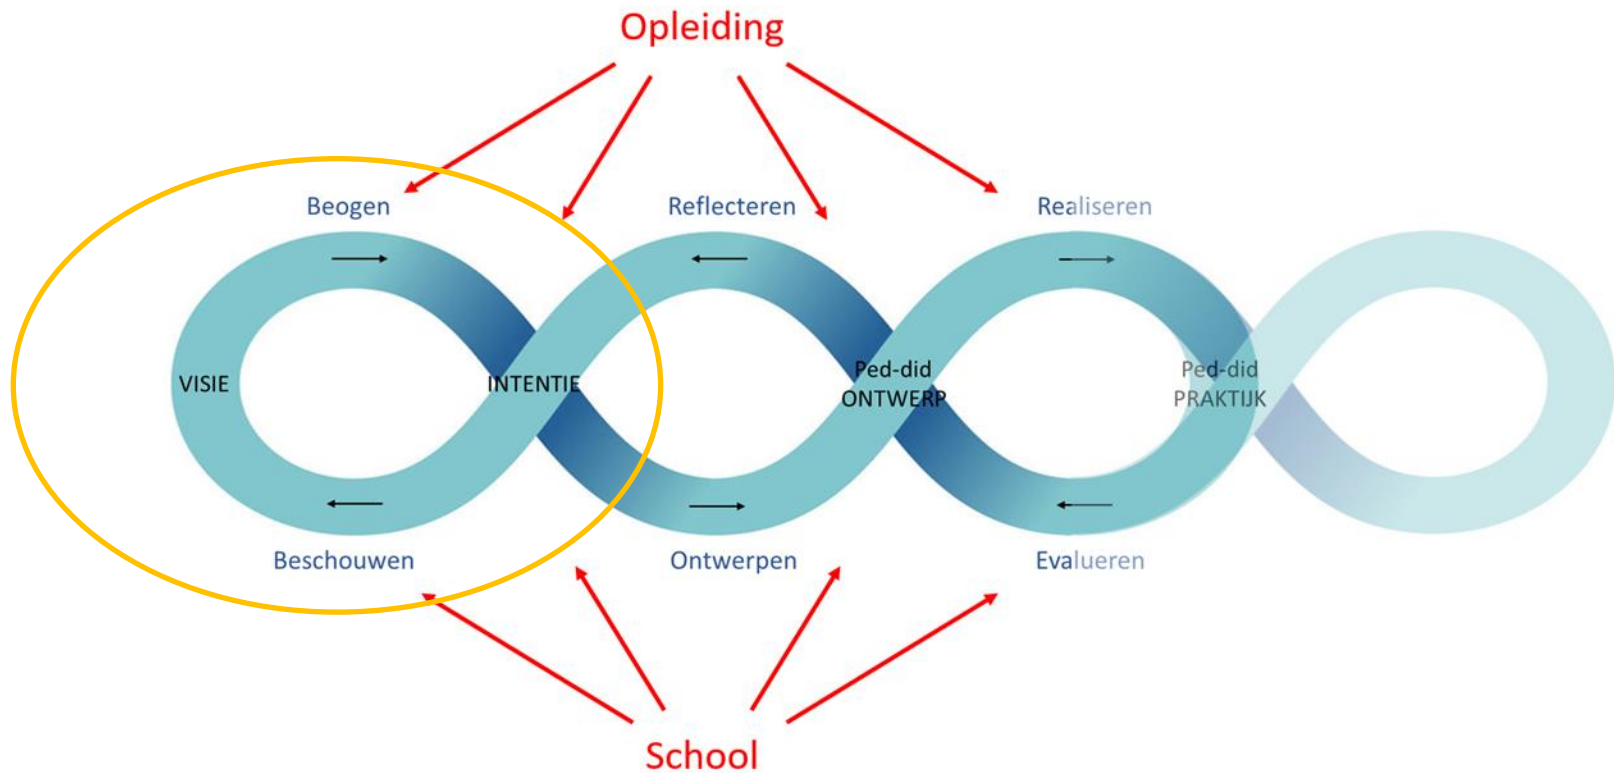 Opleiding
Beogen
Reflecteren
Realiseren
VISIE
INTENTIE
Ped-did
ONTWERP
Ped-did
PRAKTIJK
Beschouwen
Ontwerpen
Evalueren
School